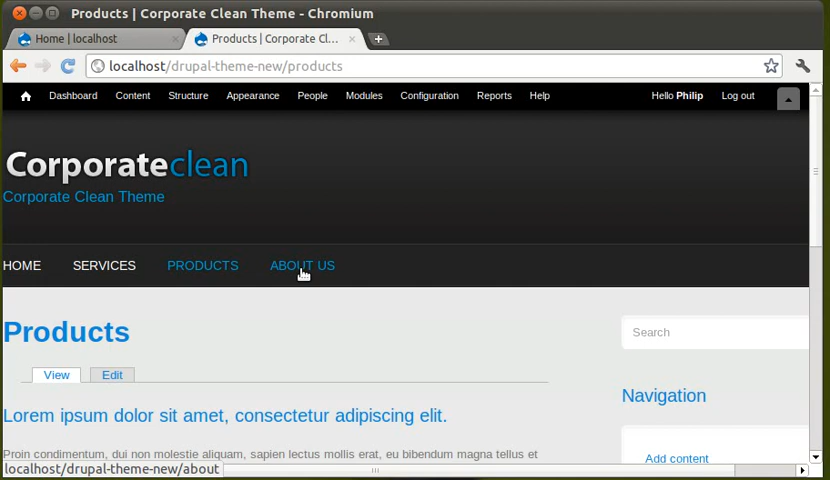 Products | Corporate Clean Theme - Chromium
Home | localhost
Products | Corporate Cl...
localhost/drupal-theme-new/products
Dashboard Content Structure Appearance People Modules Configuration Reports Help Hello Philip Log out
Corporateclean
Corporate Clean Theme
HOME SERVICES PRODUCTS ABOUT US
Products
Search
View Edit
Navigation
Lorem ipsum dolor sit amet, consectetur adipiscing elit.
Proin condimentum, dui non molestie aliquam, sapien lectus mollis erat, eu bibendum magna tellus et
Add content
localhost/drupal-theme-new/about